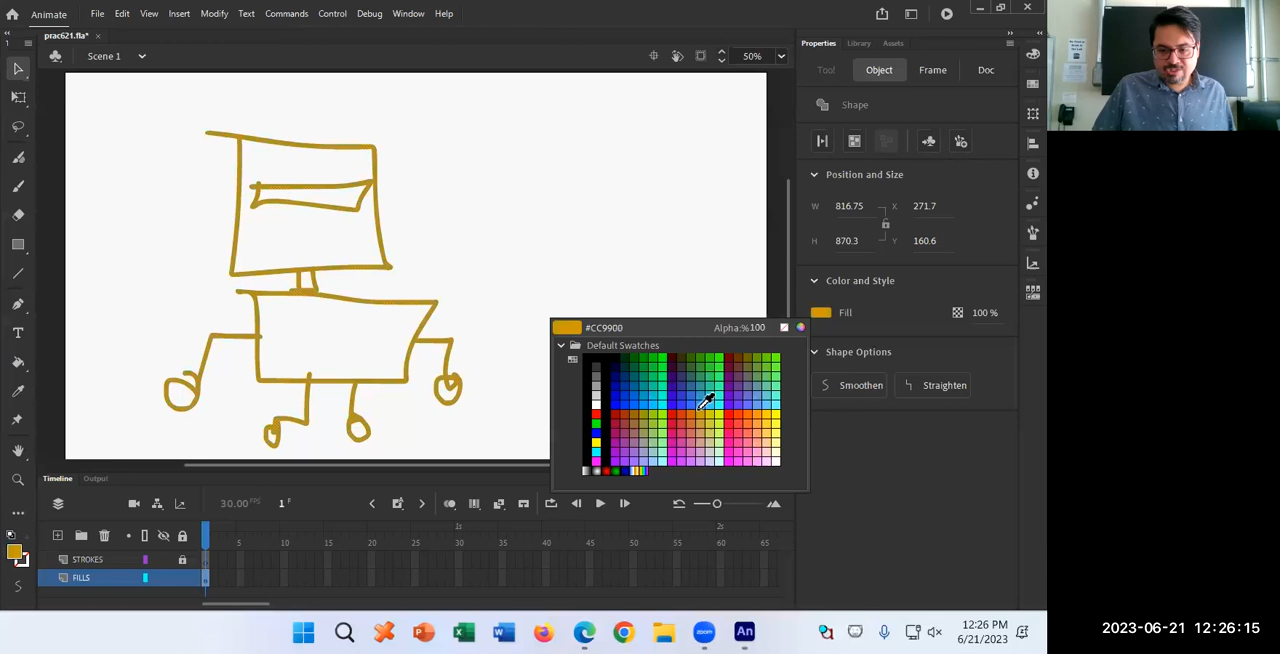 Animate File Edit View Insert Modify Text Commands Control Debug Window Help
prac621.fla* ×
Scene 1
50%
Properties Library Assets
Tool Object Frame Doc
Shape
Position and Size
W 816.75 X 271.7
H 870.3 Y 160.6
Color and Style
Fill 100 %
#CC9900 Alpha:% 100
Default Swatches
Shape Options
Smoothen Straighten
Timeline Output
30.00 FPS 1 F
1s 2s
5 10 15 20 25 30 35 40 45 50 55 60 65
STROKES
FILLS
zoom
An
12:26 PM
6/21/2023
2023-06-21 12:26:15